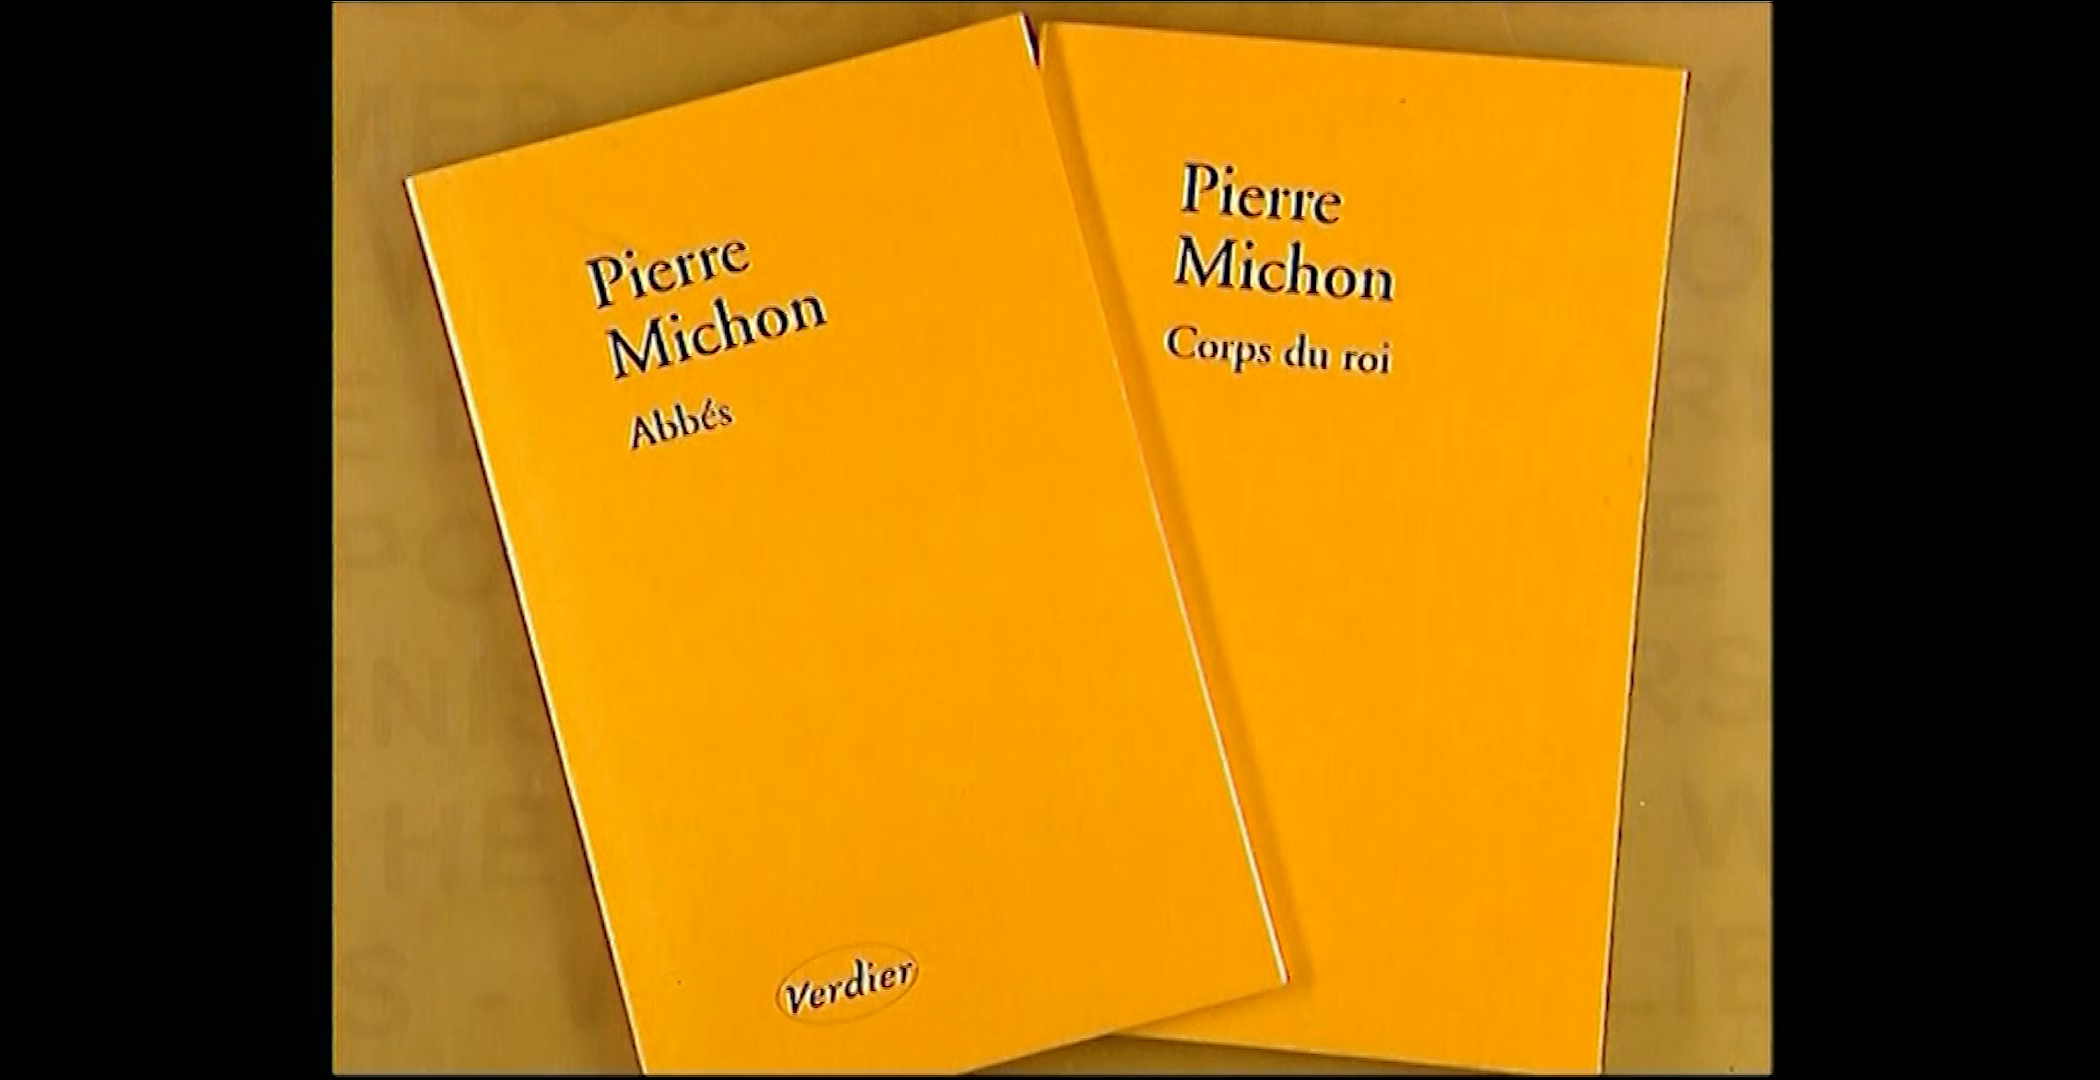 Pierre
Michon
Abbés
Verdier
Pierre
Michon
Corps du roi